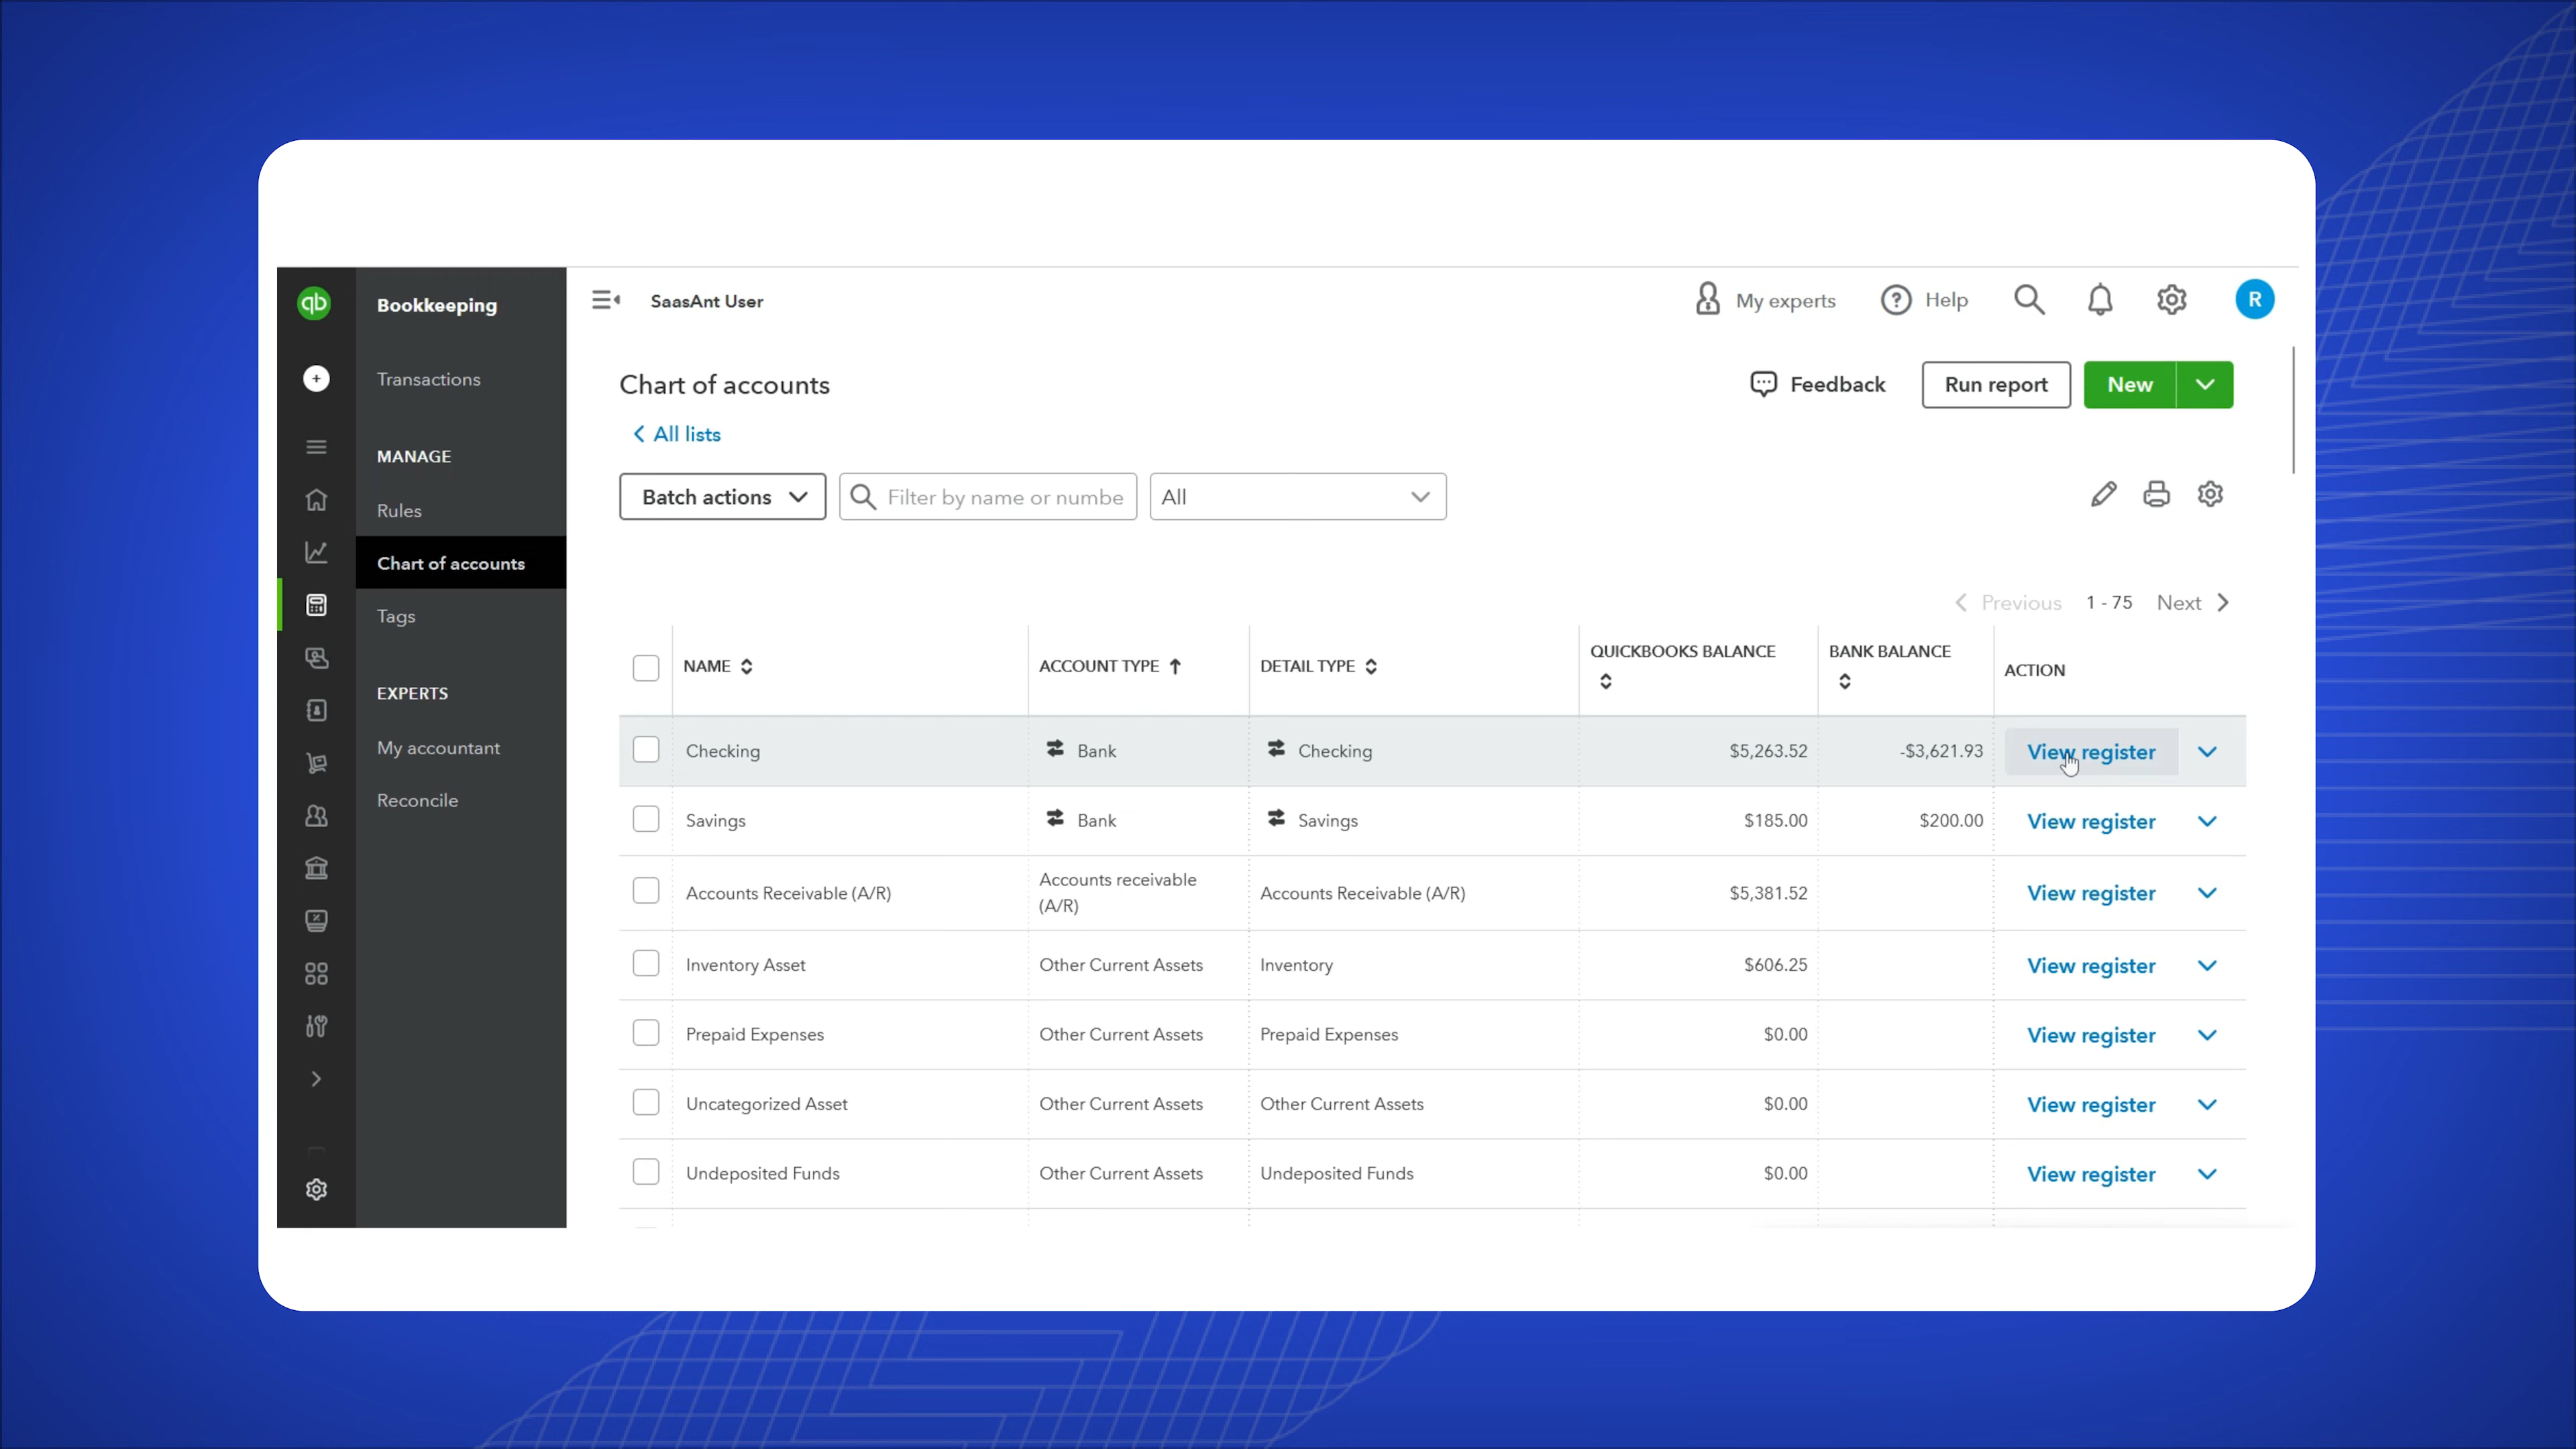 qb
Bookkeeping
Transactions
MANAGE
Rules
Chart of accounts
Tags
EXPERTS
My accountant
Reconcile
SaasAnt User
My experts
? Help
R
Chart of accounts
Feedback
Run report
New
All lists
Batch actions
Filter by name or numbe
All
Previous 1 - 75 Next
NAME ACCOUNT TYPE DETAIL TYPE QUICKBOOKS BALANCE BANK BALANCE ACTION
Checking Bank Checking $5,263.52 -$3,621.93 View register
Savings Bank Savings $185.00 $200.00 View register
Accounts Receivable (A/R) Accounts receivable (A/R) Accounts Receivable (A/R) $5,381.52 View register
Inventory Asset Other Current Assets Inventory $606.25 View register
Prepaid Expenses Other Current Assets Prepaid Expenses $0.00 View register
Uncategorized Asset Other Current Assets Other Current Assets $0.00 View register
Undeposited Funds Other Current Assets Undeposited Funds $0.00 View register